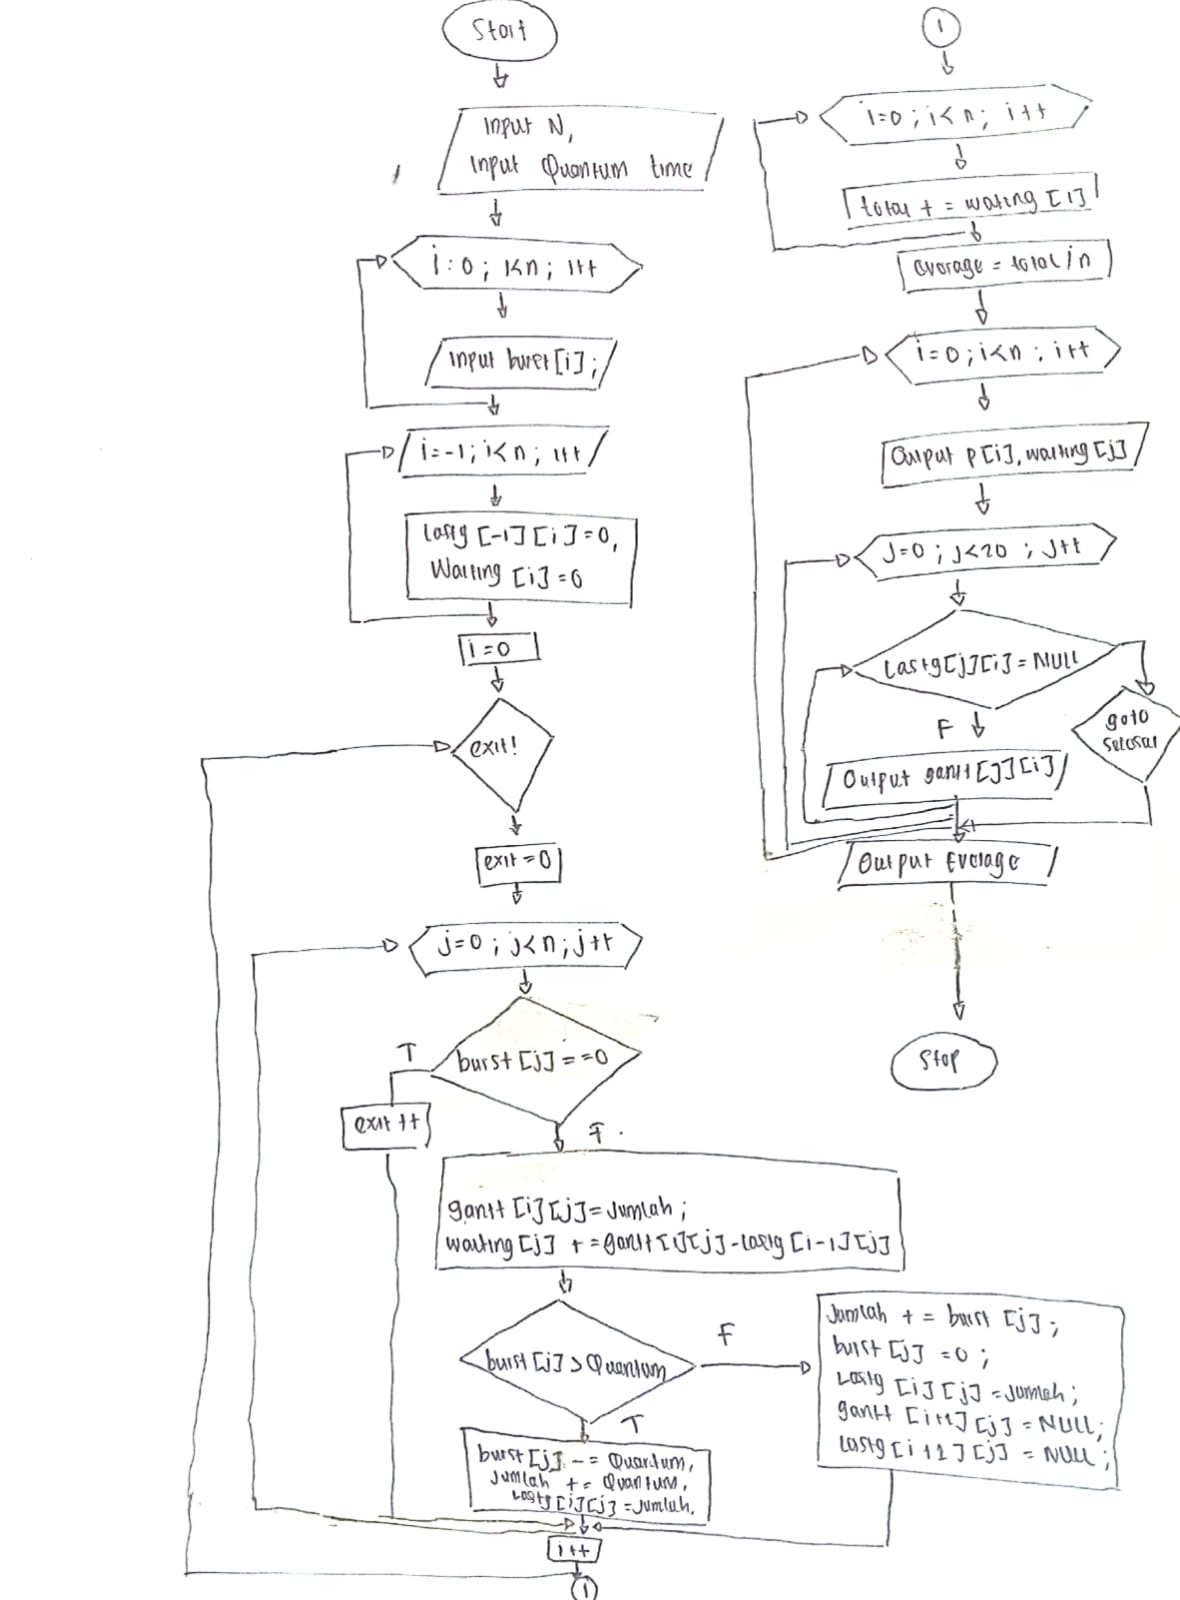 Start
Input N,
Input Quantum time
i=0 ; i<n ; i++
Input burst[i];
i=-1; i<n ; i++
lastg [-1][i]=0,
Waiting [i]=0
i=0
exit!
exit=0
j=0 ; j<n ; j++
burst[j]==0
T
exit ++
F
gantt [i][j]=Jumlah ;
waiting[j] +=gantt[i][j]-lastg[i-1][j]
burst[j]>Quantum
F
T
burst[j] -= Quantum,
Jumlah += Quantum,
Lastg[i][j]=Jumlah.
Jumlah += burst [j];
burst [j] =0 ;
Lastg [i][j]=Jumlah;
gantt [i+1][j] = NULL;
lastg[i+1][j] = NULL;
i++
1
1
i=0 ; i<n ; i++
total += waiting [i]
average = total/n
i=0 ; i<n ; i++
Output P[i], waiting[j]
J=0 ; J<20 ; J++
Lastg[j][i]=NULL
F
goto
selesai
Output gantt[J][i]
Output Everage
Stop